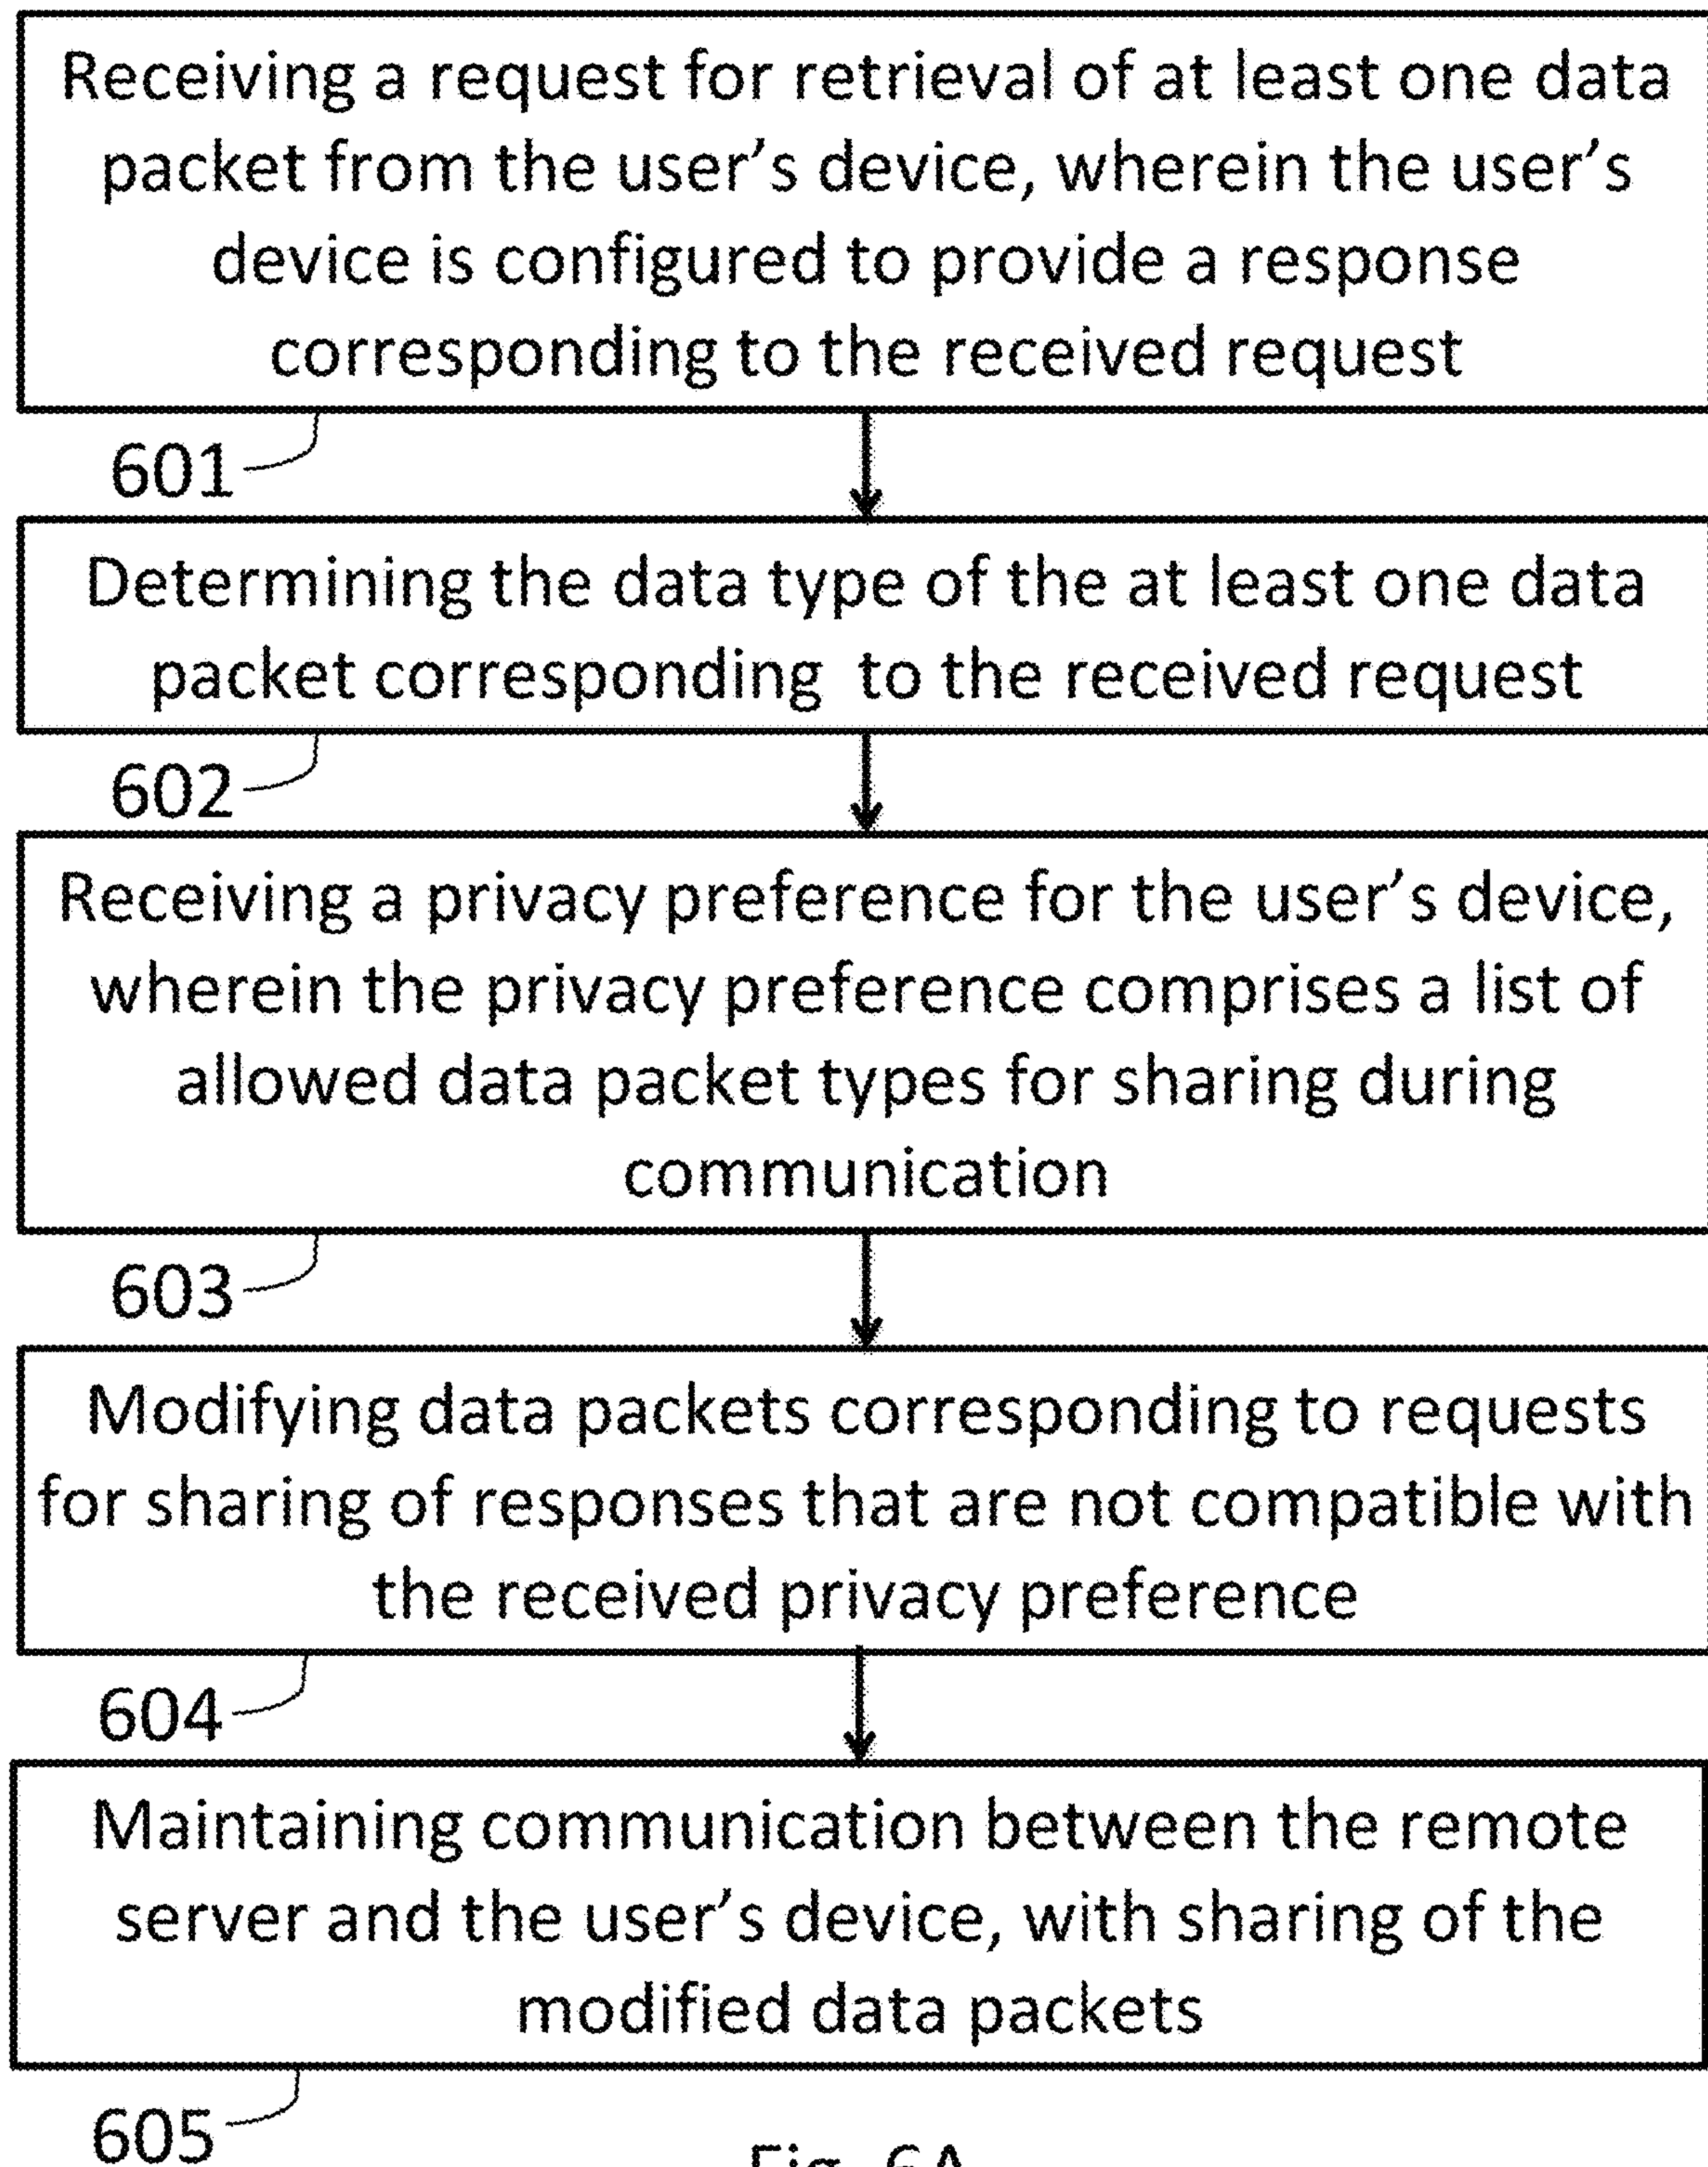 Receiving a request for retrieval of at least one data
packet from the user’s device, wherein the user’s
device is configured to provide a response
corresponding to the received request
601
Determining the data type of the at least one data
packet corresponding to the received request
602
Receiving a privacy preference for the user’s device,
wherein the privacy preference comprises a list of
allowed data packet types for sharing during
communication
603
Modifying data packets corresponding to requests
for sharing of responses that are not compatible with
the received privacy preference
604
Maintaining communication between the remote
server and the user’s device, with sharing of the
modified data packets
605
Fig. 6A